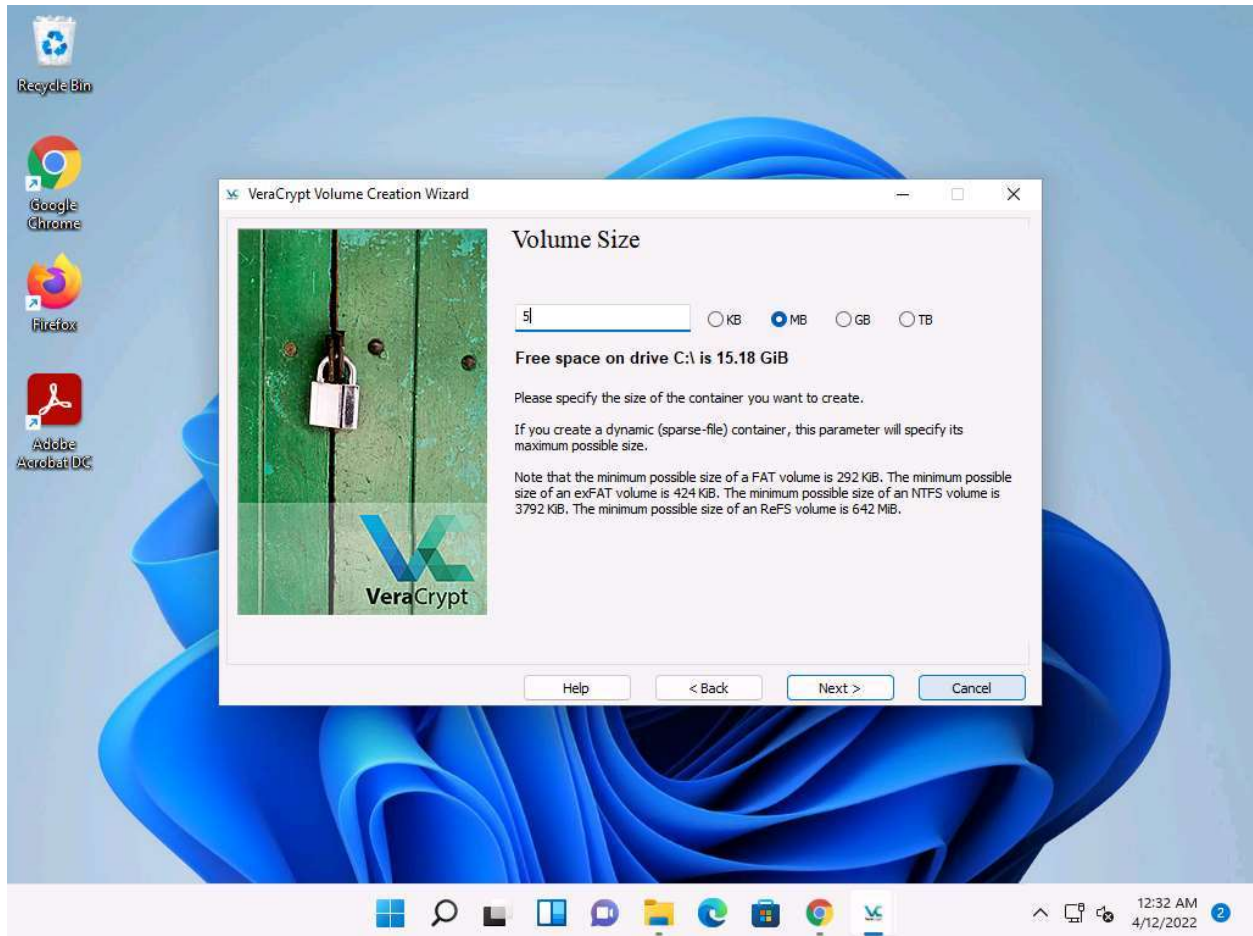 Recycle Bin
Google
Chrome
Firefox
Adobe
Acrobat DC
VeraCrypt Volume Creation Wizard
Volume Size
5
KB MB GB TB
Free space on drive C:\ is 15.18 GiB
Please specify the size of the container you want to create.
If you create a dynamic (sparse-file) container, this parameter will specify its
maximum possible size.
Note that the minimum possible size of a FAT volume is 292 KiB. The minimum possible
size of an exFAT volume is 424 KiB. The minimum possible size of an NTFS volume is
3792 KiB. The minimum possible size of an ReFS volume is 642 MiB.
VeraCrypt
Help < Back Next > Cancel
12:32 AM
4/12/2022 2